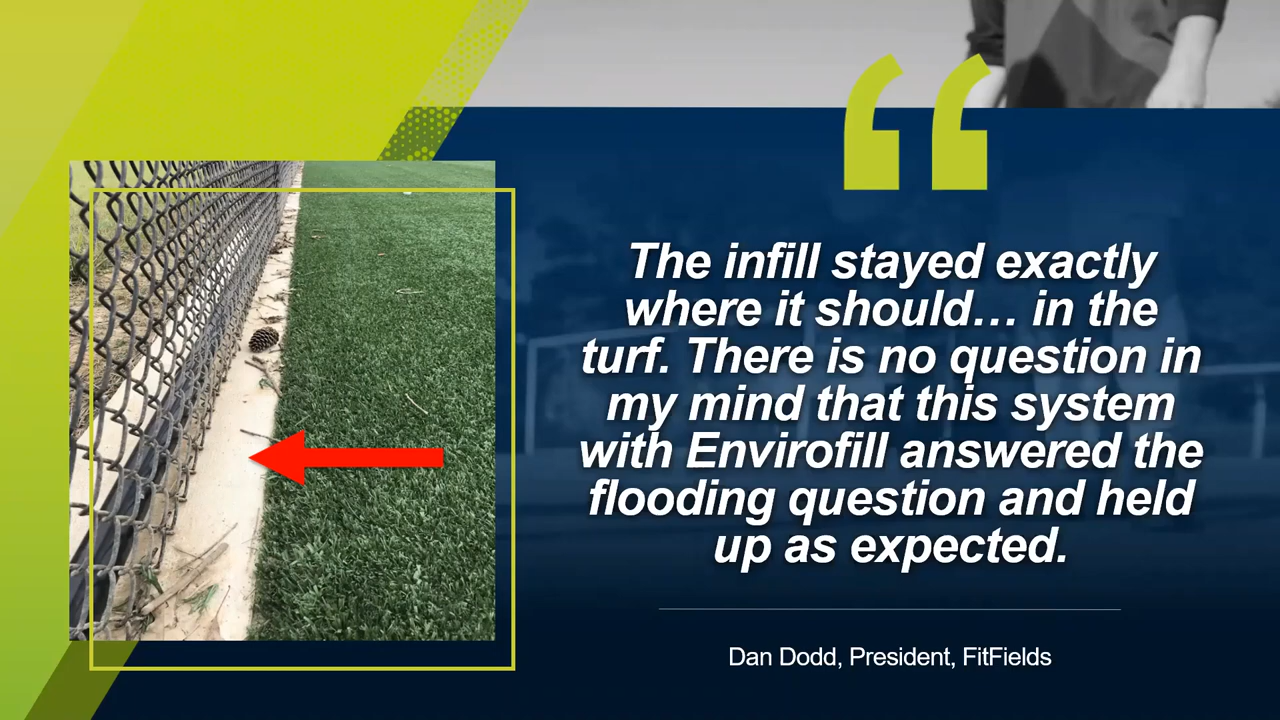 “
The infill stayed exactly
where it should… in the
turf. There is no question in
my mind that this system
with Envirofill answered the
flooding question and held
up as expected.
Dan Dodd, President, FitFields